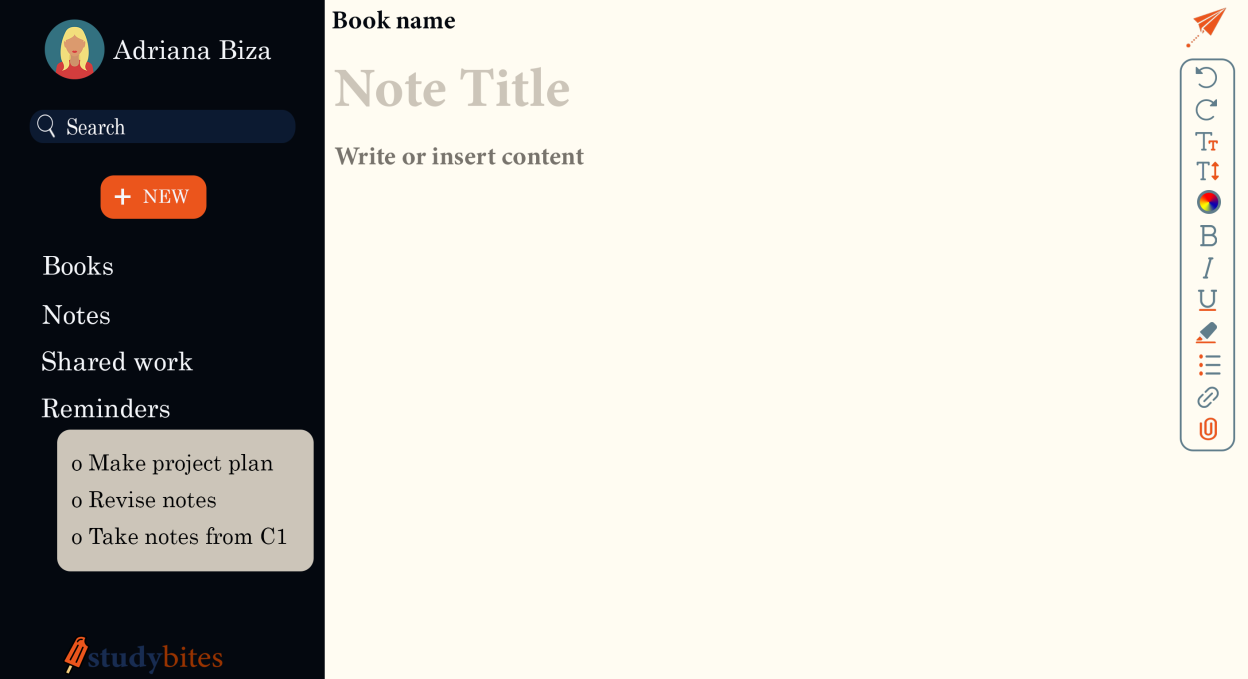 Adriana Biza
Search
+ NEW
Books
Notes
Shared work
Reminders
o Make project plan
o Revise notes
o Take notes from C1
studybites
Book name
Note Title
Write or insert content
TT
T
B
I
U